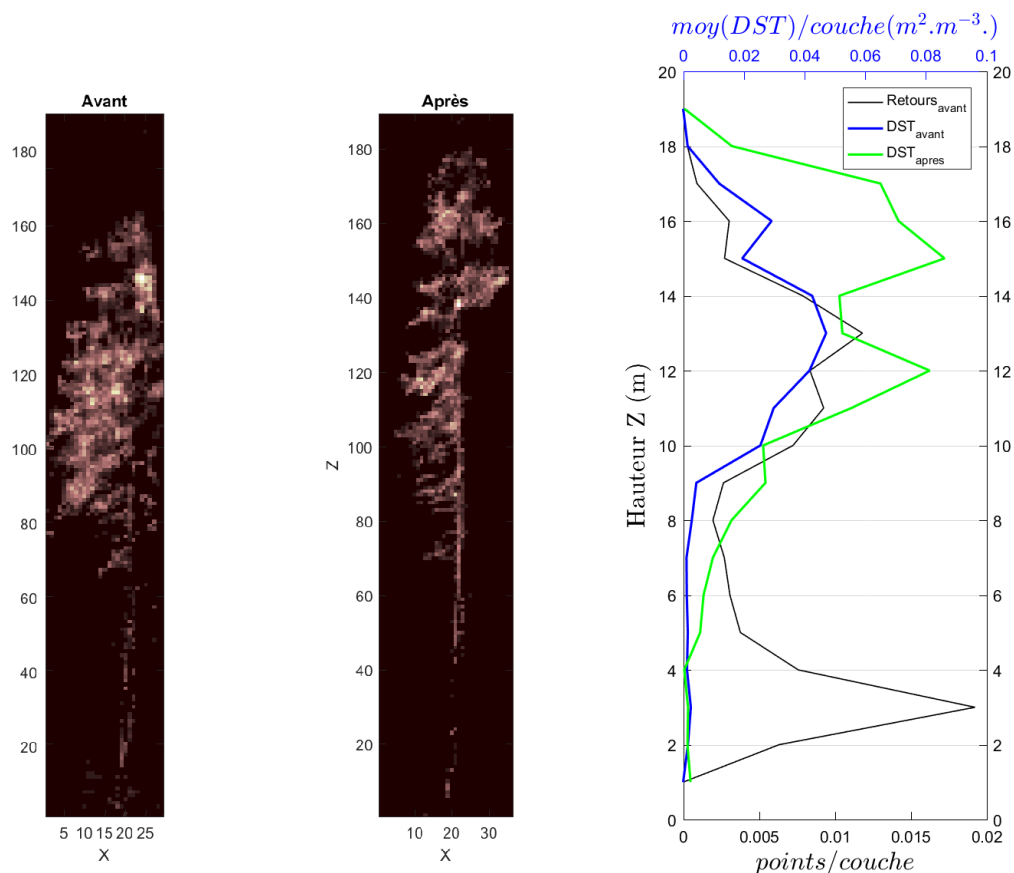 moy(DST)/couche(m².m⁻³.)
0 0.02 0.04 0.06 0.08 0.1
Avant
180
160
140
120
100
80
60
40
20
5 10 15 20 25
X
Après
180
160
140
120
100
80
60
40
20
Z
10 20 30
X
Retours_avant
DST_avant
DST_apres
Hauteur Z (m)
20 20
18 18
16 16
14 14
12 12
10 10
8 8
6 6
4 4
2 2
0 0
0 0.005 0.01 0.015 0.02
points/couche